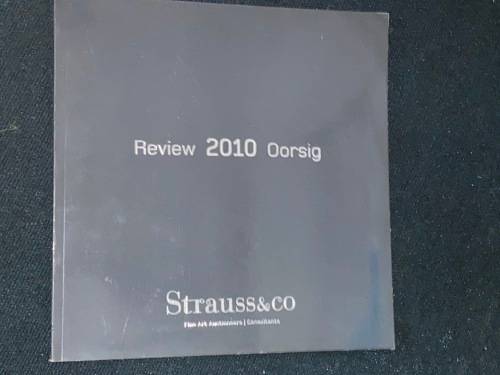 Review 2010 Oorsig
Strauss&co
Fine Art Auctioneers | Consultants